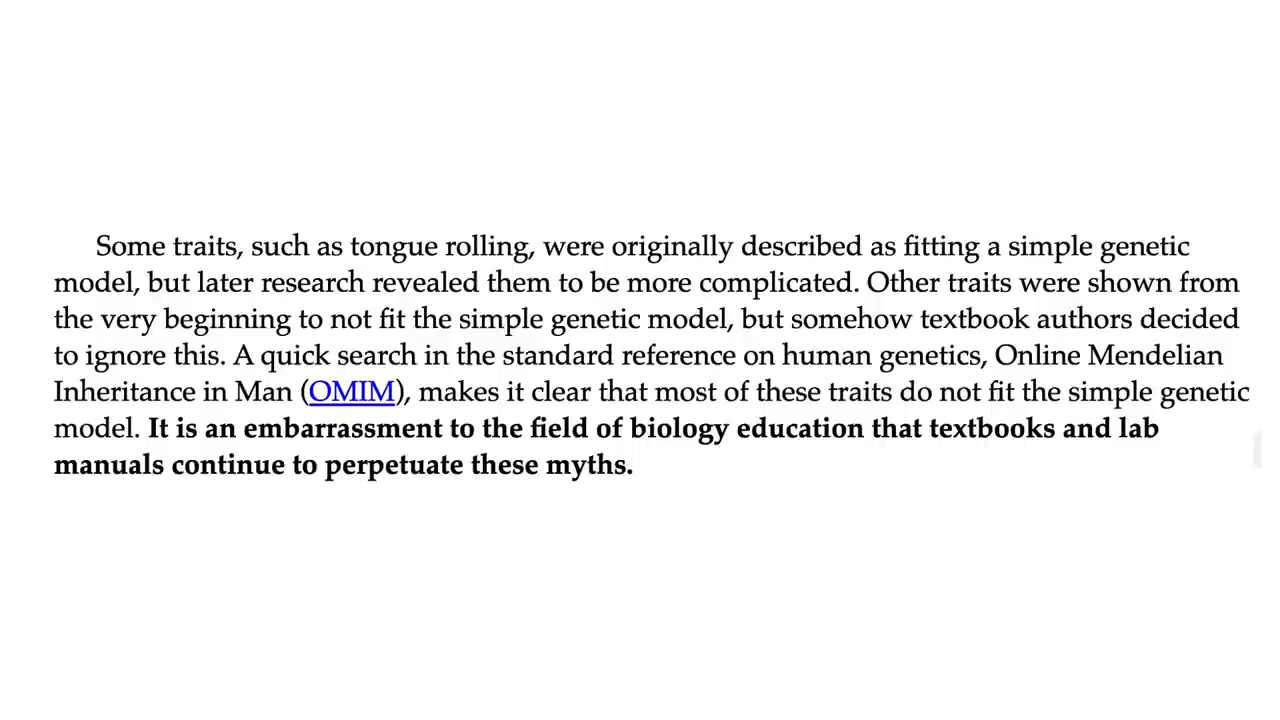 Some traits, such as tongue rolling, were originally described as fitting a simple genetic
model, but later research revealed them to be more complicated. Other traits were shown from
the very beginning to not fit the simple genetic model, but somehow textbook authors decided
to ignore this. A quick search in the standard reference on human genetics, Online Mendelian
Inheritance in Man (OMIM), makes it clear that most of these traits do not fit the simple genetic
model. It is an embarrassment to the field of biology education that textbooks and lab
manuals continue to perpetuate these myths.